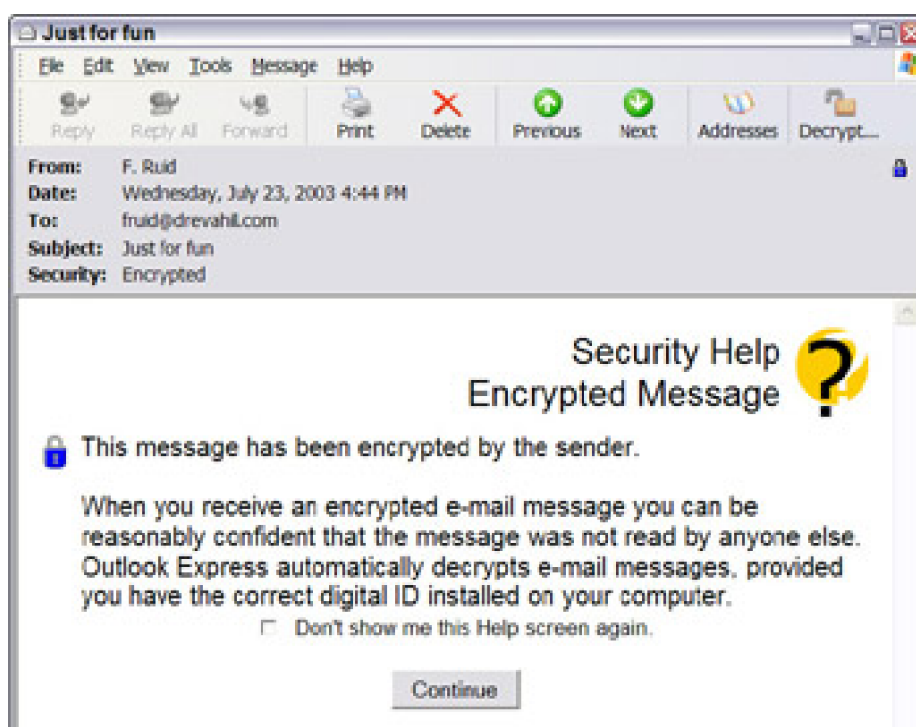 Just for fun
File Edit View Tools Message Help
Reply Reply All Forward Print Delete Previous Next Addresses Decrypt....
From: F. Ruid
Date: Wednesday, July 23, 2003 4:44 PM
To: fruid@drevahil.com
Subject: Just for fun
Security: Encrypted
Security Help
Encrypted Message
This message has been encrypted by the sender.
When you receive an encrypted e-mail message you can be
reasonably confident that the message was not read by anyone else.
Outlook Express automatically decrypts e-mail messages, provided
you have the correct digital ID installed on your computer.
Don't show me this Help screen again.
Continue